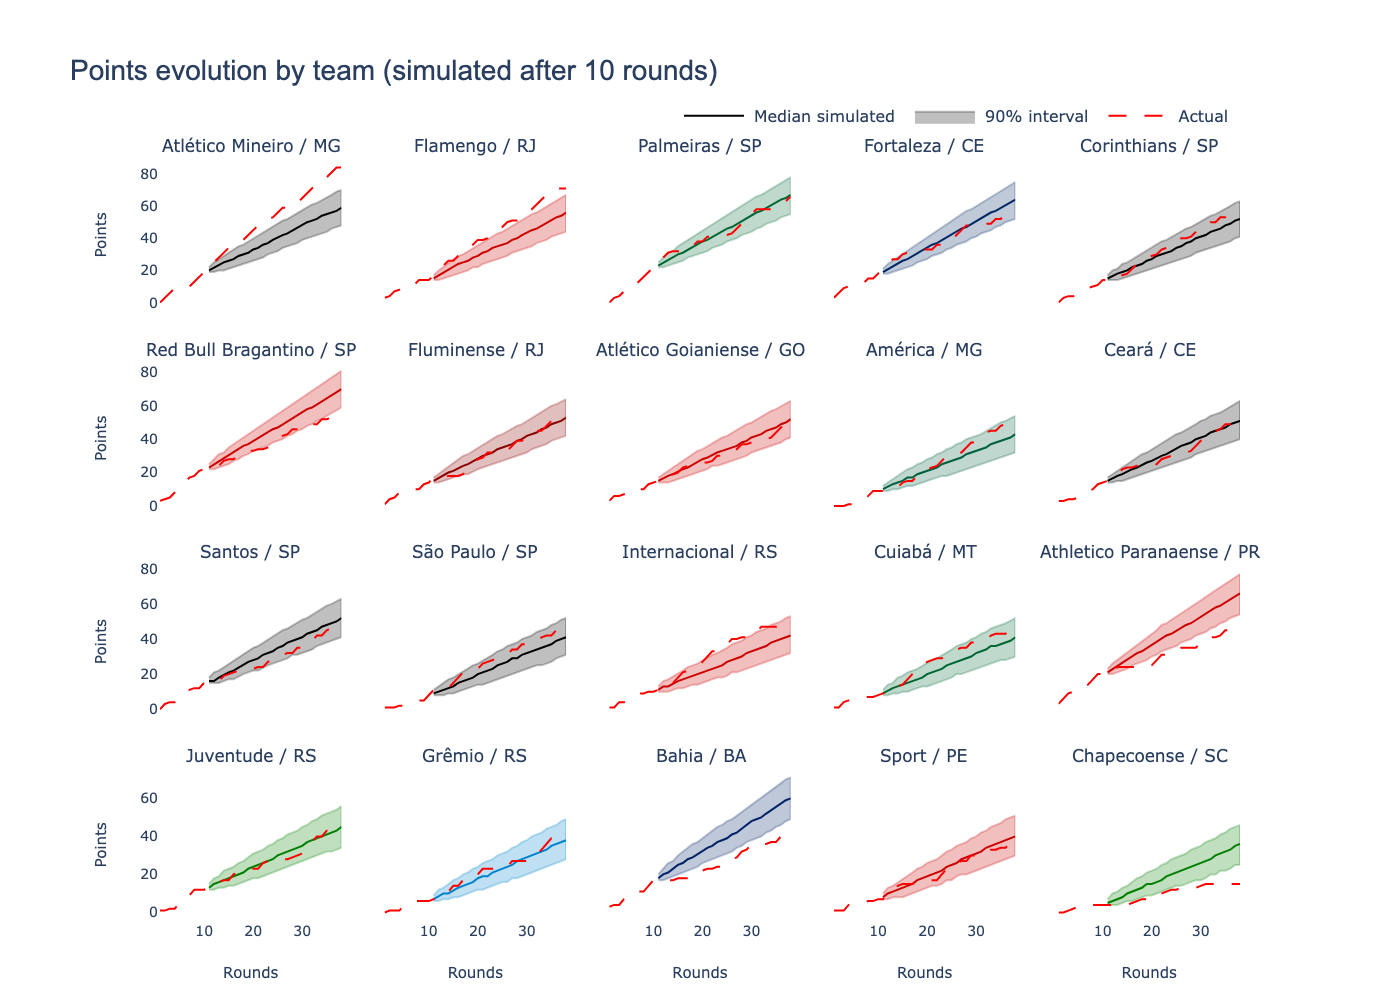 Points evolution by team (simulated after 10 rounds)
Median simulated 90% interval Actual
Atlético Mineiro / MG Flamengo / RJ Palmeiras / SP Fortaleza / CE Corinthians / SP
80
60
40
20
0
Points
Red Bull Bragantino / SP Fluminense / RJ Atlético Goianiense / GO América / MG Ceará / CE
80
60
40
20
0
Points
Santos / SP São Paulo / SP Internacional / RS Cuiabá / MT Athletico Paranaense / PR
80
60
40
20
0
Points
Juventude / RS Grêmio / RS Bahia / BA Sport / PE Chapecoense / SC
60
40
20
0
Points
10 20 30 10 20 30 10 20 30 10 20 30 10 20 30
Rounds Rounds Rounds Rounds Rounds